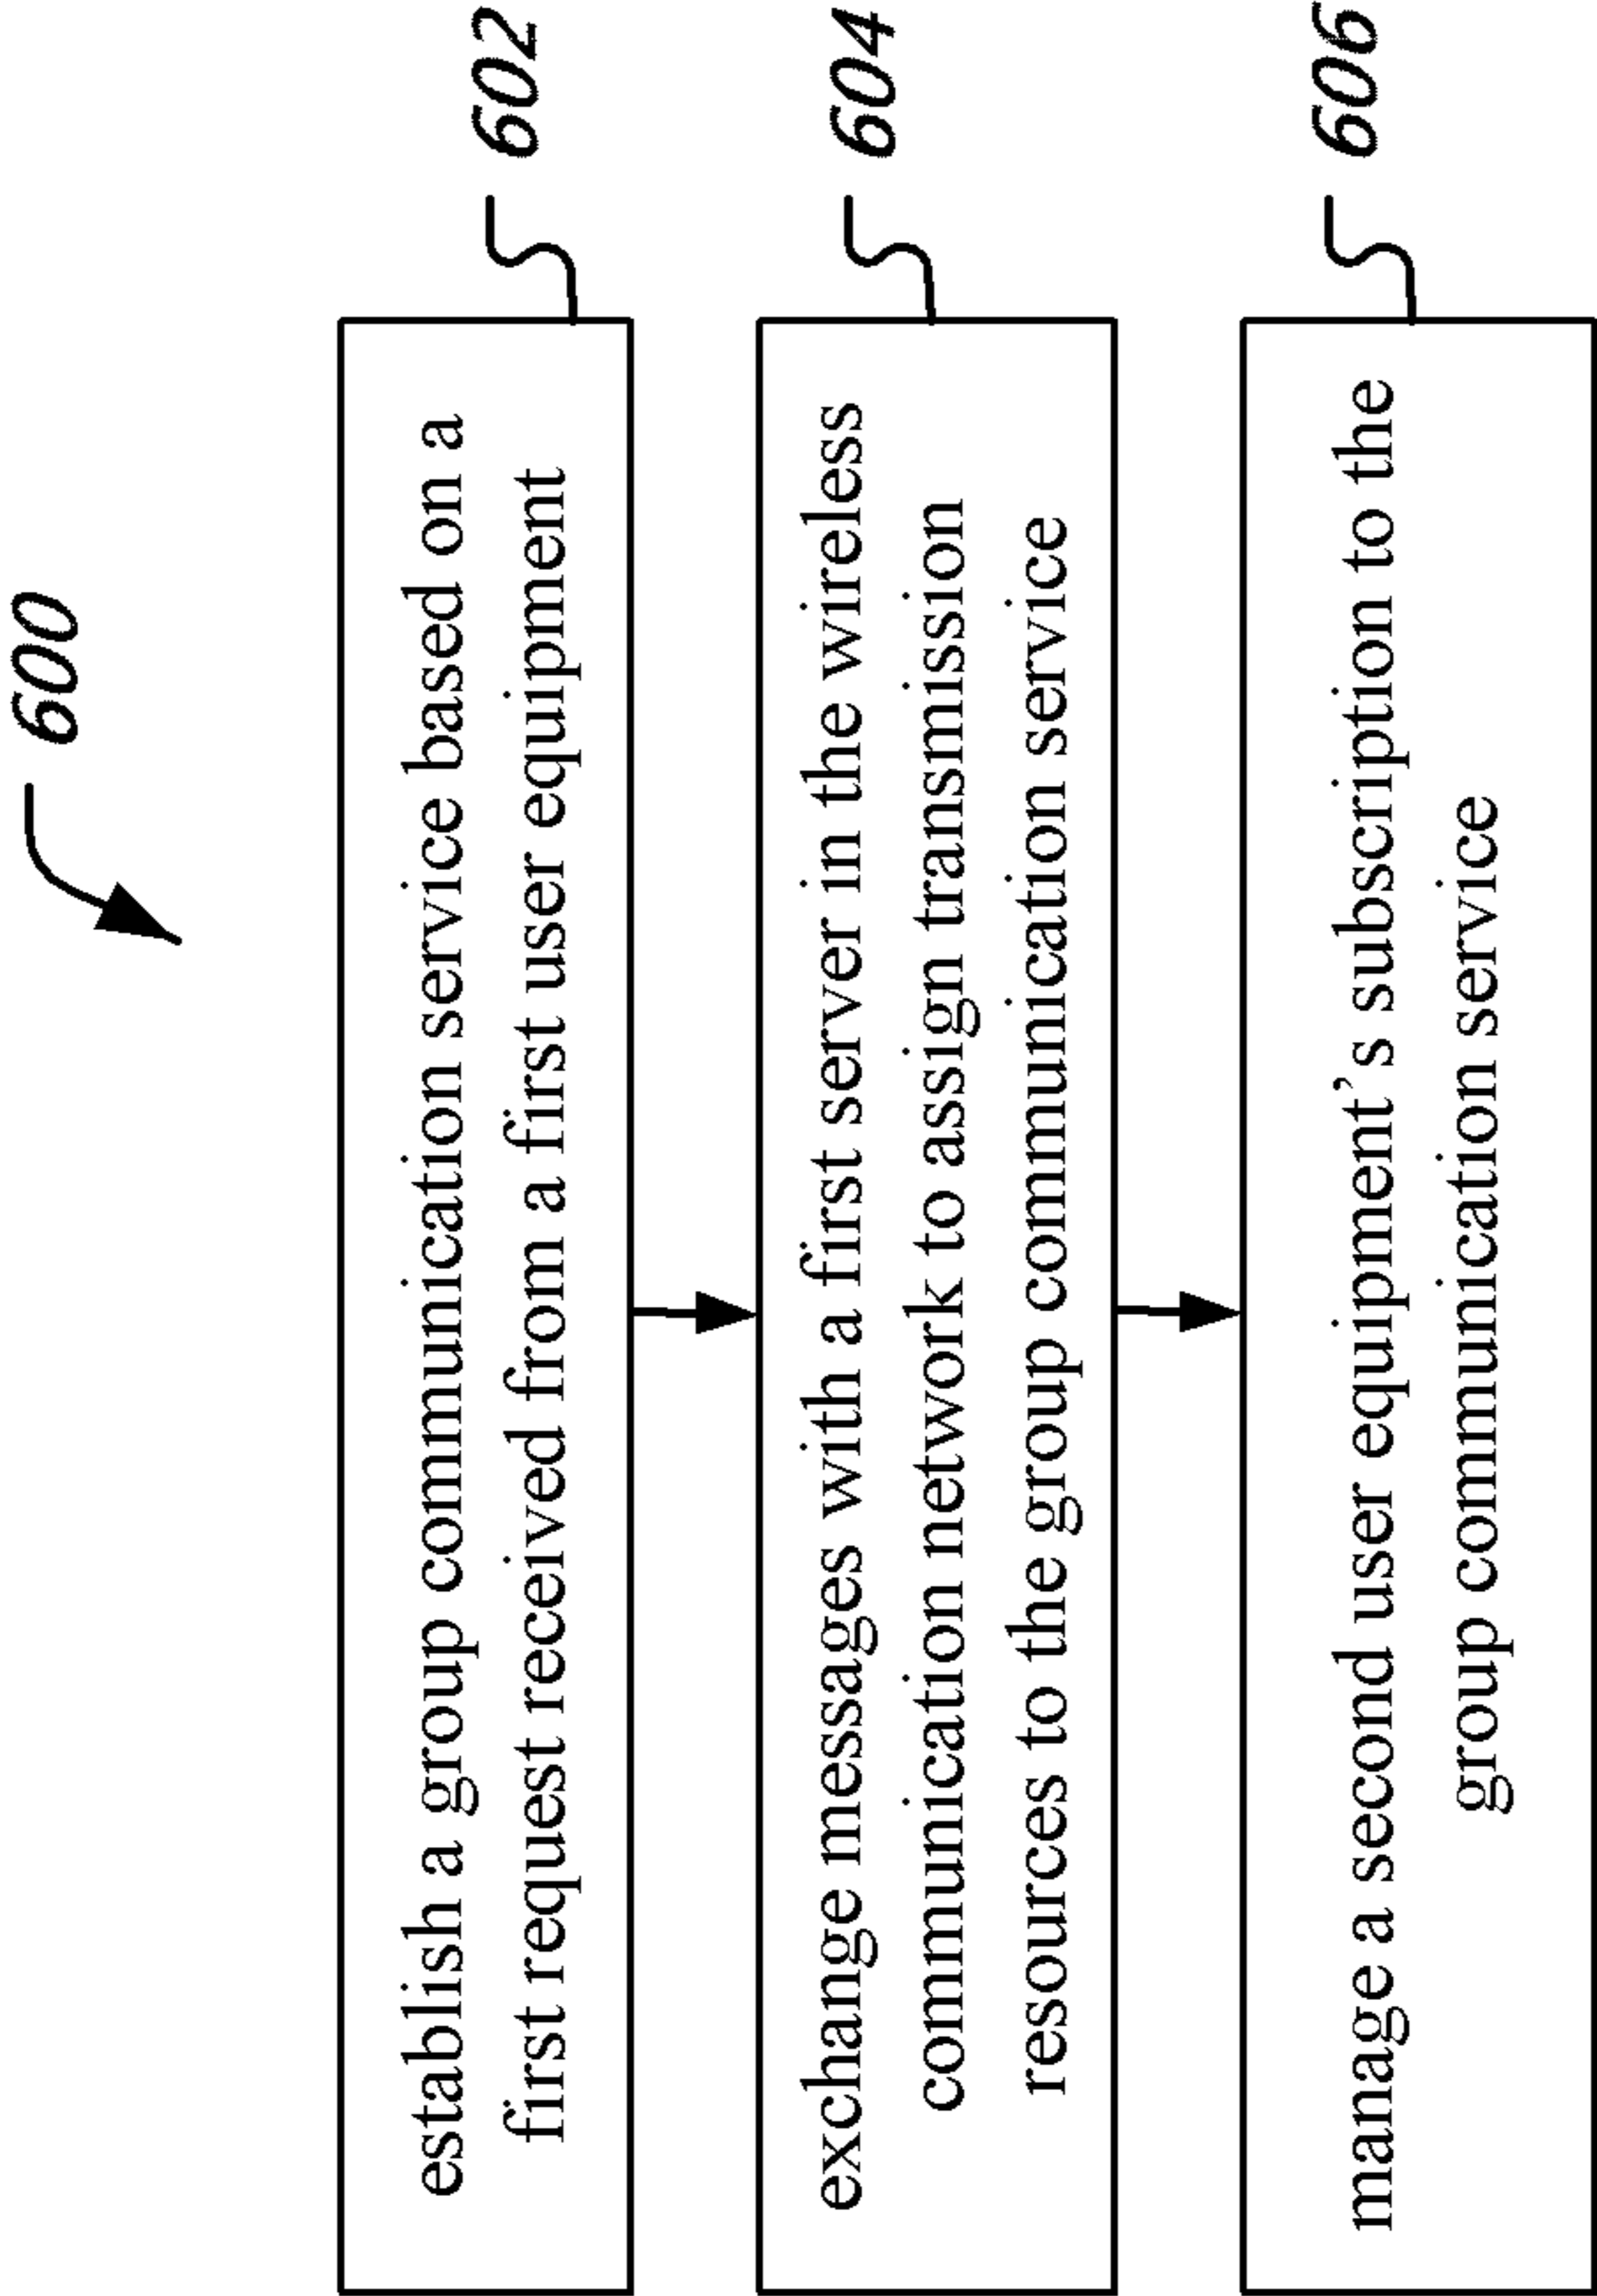 600
establish a group communication service based on a
first request received from a first user equipment
602
exchange messages with a first server in the wireless
communication network to assign transmission
resources to the group communication service
604
manage a second user equipment's subscription to the
group communication service
606